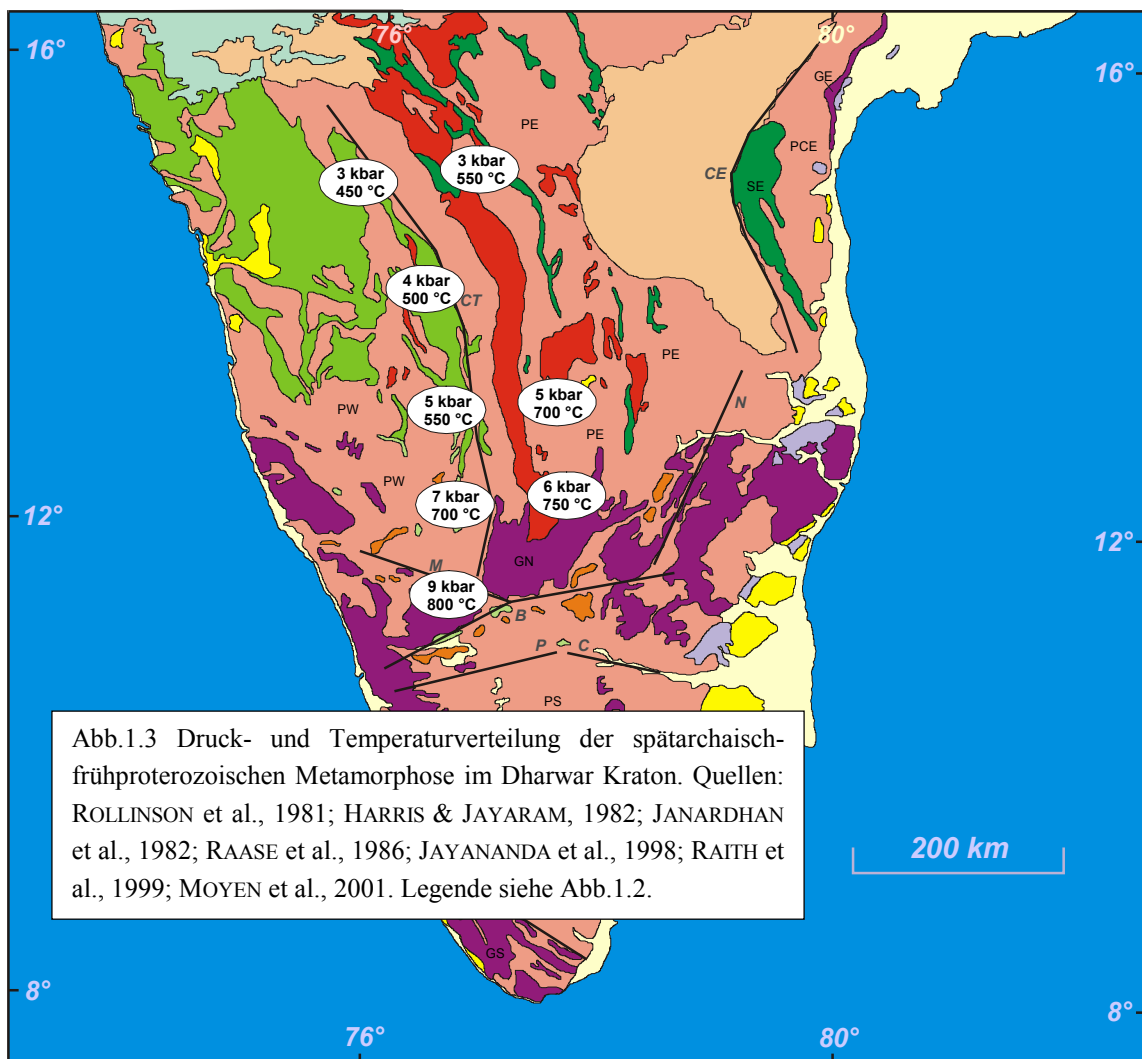 76°
80°
16°
16°
GE
PE
PCE
3 kbar
550 °C
CE
3 kbar
450 °C
SE
4 kbar
500 °C
CT
PE
5 kbar
550 °C
5 kbar
700 °C
N
PW
PE
PW
7 kbar
700 °C
6 kbar
750 °C
12°
12°
GN
M
9 kbar
800 °C
B
P
C
PS
Abb.1.3 Druck- und Temperaturverteilung der spätarchaisch-
frühproterozoischen Metamorphose im Dharwar Kraton. Quellen:
ROLLINSON et al., 1981; HARRIS & JAYARAM, 1982; JANARDHAN
et al., 1982; RAASE et al., 1986; JAYANANDA et al., 1998; RAITH et
al., 1999; MOYEN et al., 2001. Legende siehe Abb.1.2.
200 km
GS
8°
8°
76°
80°